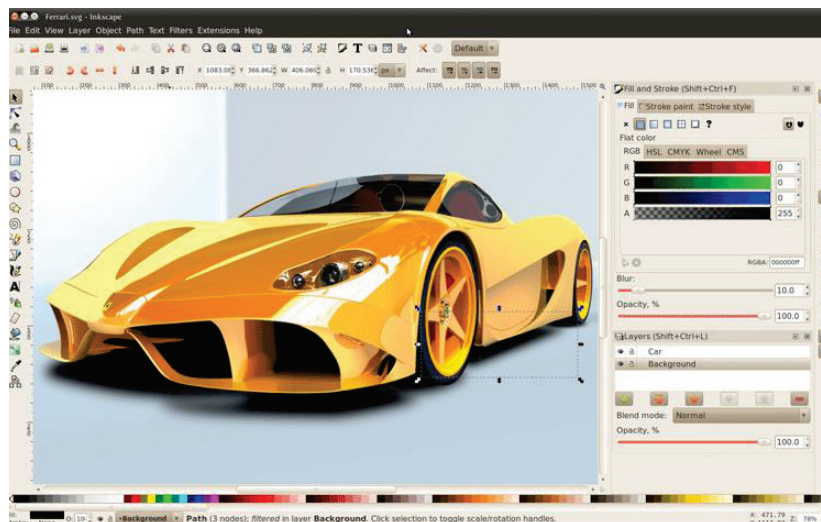 Ferrari.svg - Inkscape
File Edit View Layer Object Path Text Filters Extensions Help
Default
X 1083.06 Y 366.862 W 406.069 H 170.536 px Affect:
Fill and Stroke (Shift+Ctrl+F)
Fill Stroke paint Stroke style
?
Flat color
RGB HSL CMYK Wheel CMS
R 0
G 0
B 0
A 255
RGBA: 000000ff
Blur:
10.0
Opacity, %
100.0
Layers (Shift+Ctrl+L)
Car
Background
Blend mode: Normal
Opacity, %
100.0
O: 10 •Background Path (3 nodes); filtered in layer Background. Click selection to toggle scale/rotation handles.
X: 471.79
Z: 78%